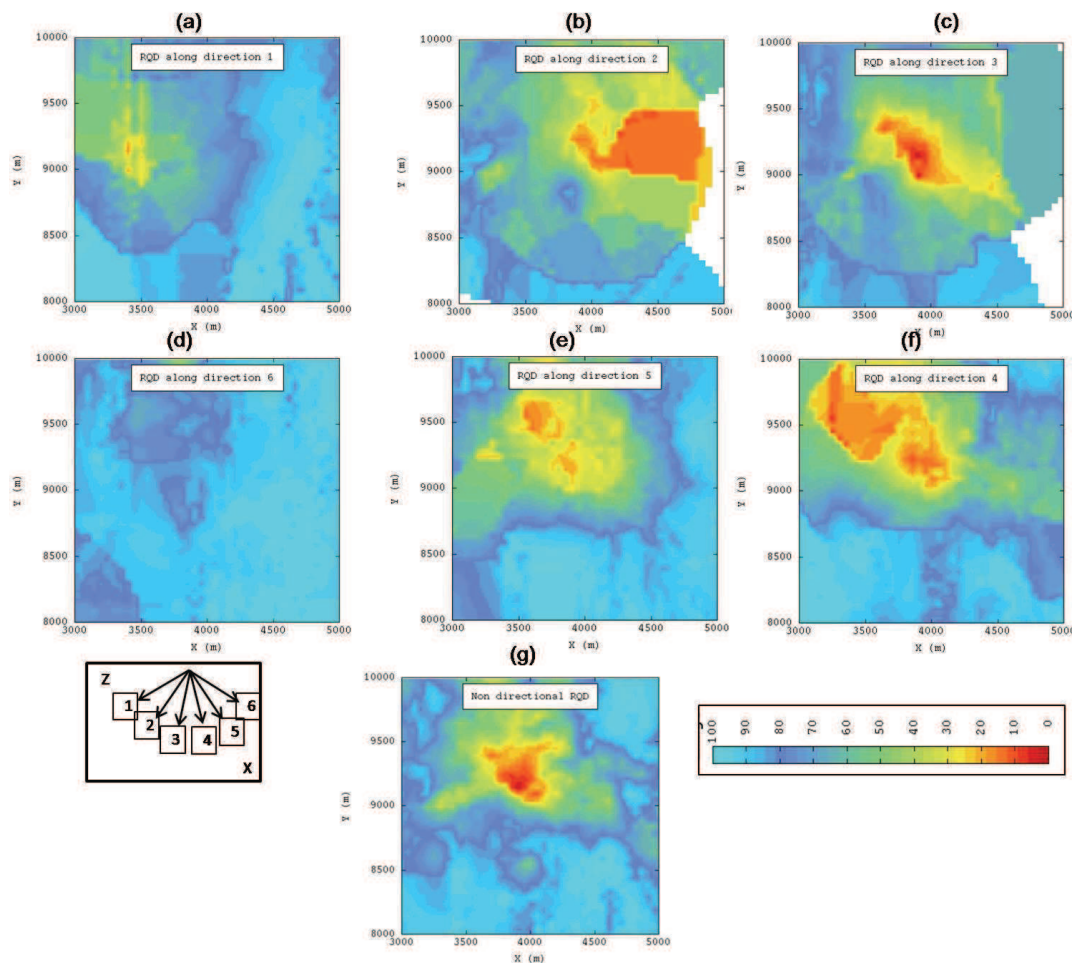 (a)
RQD along direction 1
10000
9500
9000
8500
8000
Y (m)
3000 3500 4000 4500 5000
X (m)
(b)
RQD along direction 2
10000
9500
9000
8500
8000
Y (m)
3000 3500 4000 4500 5000
X (m)
(c)
RQD along direction 3
10000
9500
9000
8500
8000
Y (m)
3000 3500 4000 4500 5000
X (m)
(d)
RQD along direction 6
10000
9500
9000
8500
8000
Y (m)
3000 3500 4000 4500 5000
X (m)
(e)
RQD along direction 5
10000
9500
9000
8500
8000
Y (m)
3000 3500 4000 4500 5000
X (m)
(f)
RQD along direction 4
10000
9500
9000
8500
8000
Y (m)
3000 3500 4000 4500 5000
X (m)
Z
1 2 3 4 5 6
X
(g)
Non directional RQD
10000
9500
9000
8500
8000
Y (m)
3000 3500 4000 4500 5000
X (m)
100 90 80 70 60 50 40 30 20 10 0